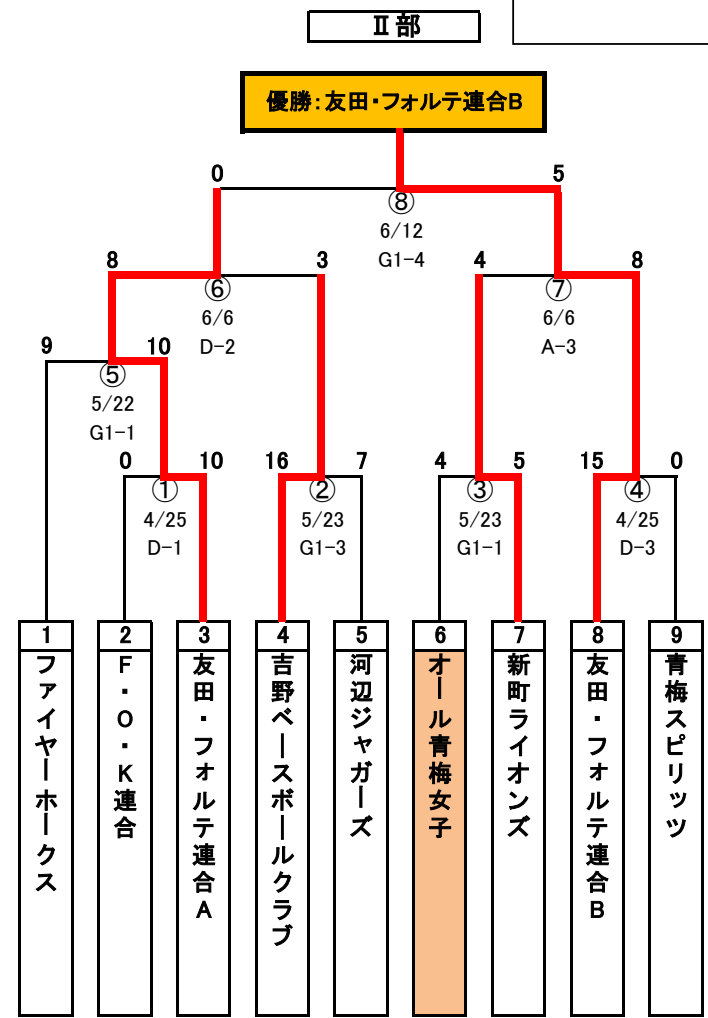 Ⅱ部
優勝：友田・フォルテ連合B
0 5
⑧
6/12
G1-4
8 3 4 8
⑥ ⑦
6/6 6/6
D-2 A-3
9 10
⑤
5/22
G1-1
0 10 16 7 4 5 15 0
① ② ③ ④
4/25 5/23 5/23 4/25
D-1 G1-3 G1-1 D-3
1 2 3 4 5 6 7 8 9
ファイヤーホークス
F・O・K連合
友田・フォルテ連合A
吉野ベースボールクラブ
河辺ジャガーズ
オール青梅女子
新町ライオンズ
友田・フォルテ連合B
青梅スピリッツ